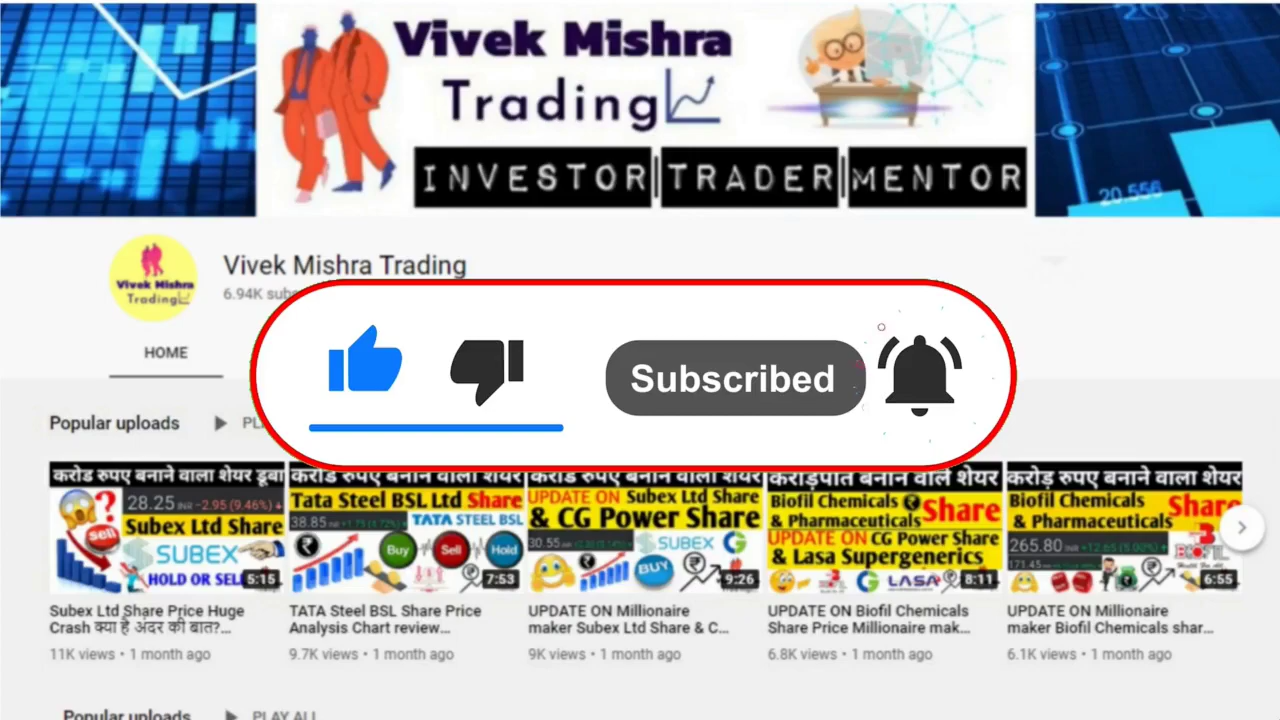 Vivek Mishra
Trading
INVESTOR|TRADER|MENTOR
20.556
Vivek Mishra
Trading
Vivek Mishra Trading
6.94K
HOME
Subscribed
Popular uploads
करोड रुपए बनाने वाला शेयर डूबा
28.25 INR -2.95 (9.46%)
Subex Ltd Share
sell
SUBEX
HOLD OR SELL
5:15
Subex Ltd Share Price Huge
Crash क्या है अंदर की बात?...
11K views • 1 month ago
करोड रुपए बनाने वाला शेयर
Tata Steel BSL Ltd Share
38.85
TATA STEEL BSL
Buy
Sell
Hold
7:53
TATA Steel BSL Share Price
Analysis Chart review...
9.7K views • 1 month ago
करोड रुपए बनाने वाला शेयर
UPDATE ON Subex Ltd Share
& CG Power Share
30.55
SUBEX
BUY
9:26
UPDATE ON Millionaire
maker Subex Ltd Share & C...
9K views • 1 month ago
करोड़पति बनाने वाले शेयर
Biofil Chemicals
& Pharmaceuticals Share
UPDATE ON CG Power Share
& Lasa Supergenerics
LASA
8:11
UPDATE ON Biofil Chemicals
Share Price Millionaire mak...
6.8K views • 1 month ago
करोड़ रुपए बनाने वाला शेयर
Biofil Chemicals
& Pharmaceuticals Share
265.80 INR
171.45
BIOFIL
6:55
UPDATE ON Millionaire
maker Biofil Chemicals shar...
6.1K views • 1 month ago
Popular uploads
PLAY ALL